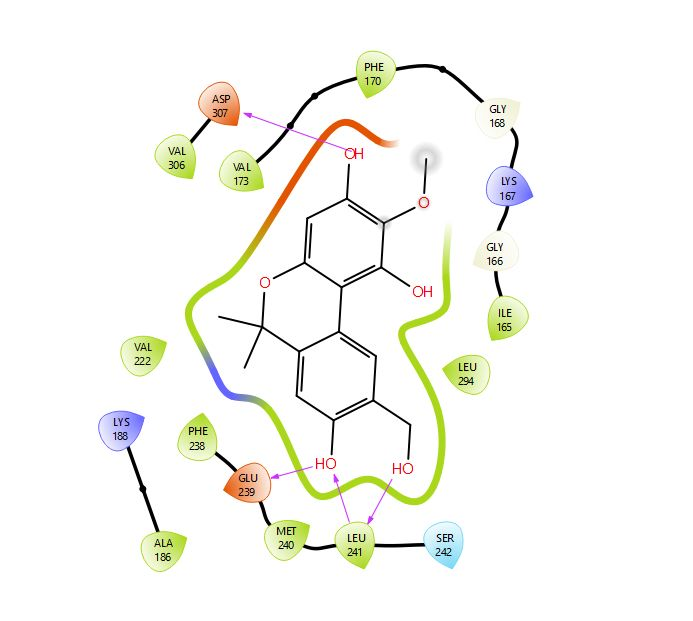 PHE
170
ASP
307
GLY
168
VAL
306
VAL
173
OH
LYS
167
O
GLY
166
O
OH
ILE
165
VAL
222
LEU
294
LYS
188
PHE
238
HO
HO
GLU
239
MET
240
LEU
241
SER
242
ALA
186